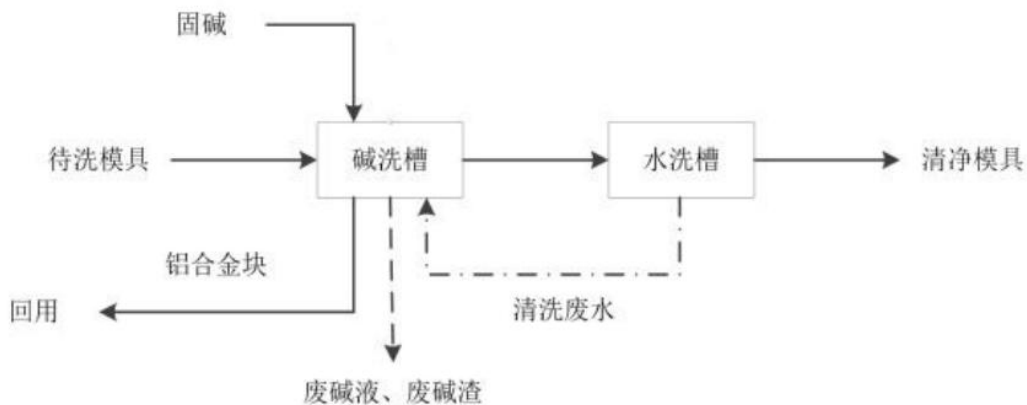 固碱
待洗模具
碱洗槽
水洗槽
清净模具
铝合金块
回用
清洗废水
废碱液、废碱渣